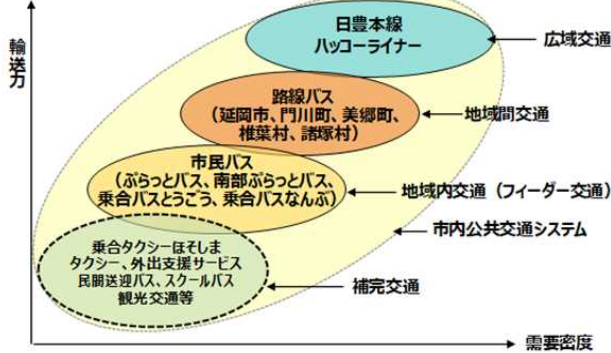 輸送力
日豊本線
ハッコーライナー
広域交通
路線バス
(延岡市、門川町、美郷町、
椎葉村、諸塚村)
地域間交通
市民バス
(ぷらっとバス、南部ぷらっとバス、
乗合バスとうごう、乗合バスなんぶ)
地域内交通(フィーダー交通)
市内公共交通システム
乗合タクシーほそしま
タクシー、外出支援サービス
民間送迎バス、スクールバス
観光交通等
補完交通
需要密度